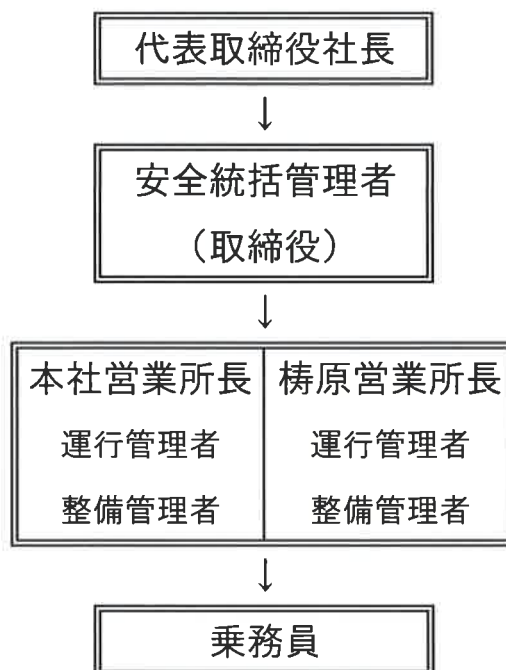 代表取締役社長
↓
安全統括管理者
（取締役）
↓
本社営業所長
運行管理者
整備管理者
梼原営業所長
運行管理者
整備管理者
↓
乗務員